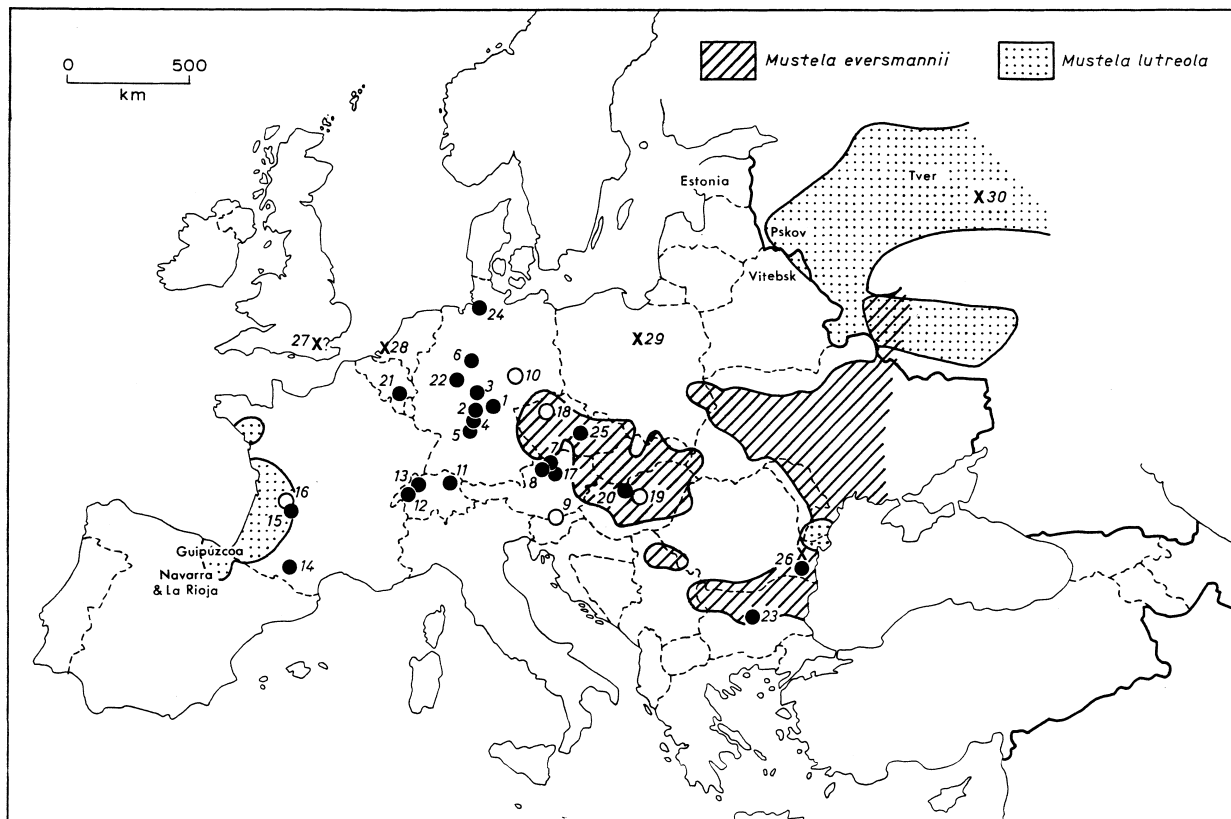 0 500
km
Mustela eversmannii
Mustela lutreola
Estonia
Tver
X 30
Pskov
Vitebsk
24
27 X?
X 28
X 29
6
22
10
21
3
1
2
4
5
18
25
7
8
17
13
11
12
20
19
9
16
15
Guipúzcoa
14
Navarra
& La Rioja
X
26
23